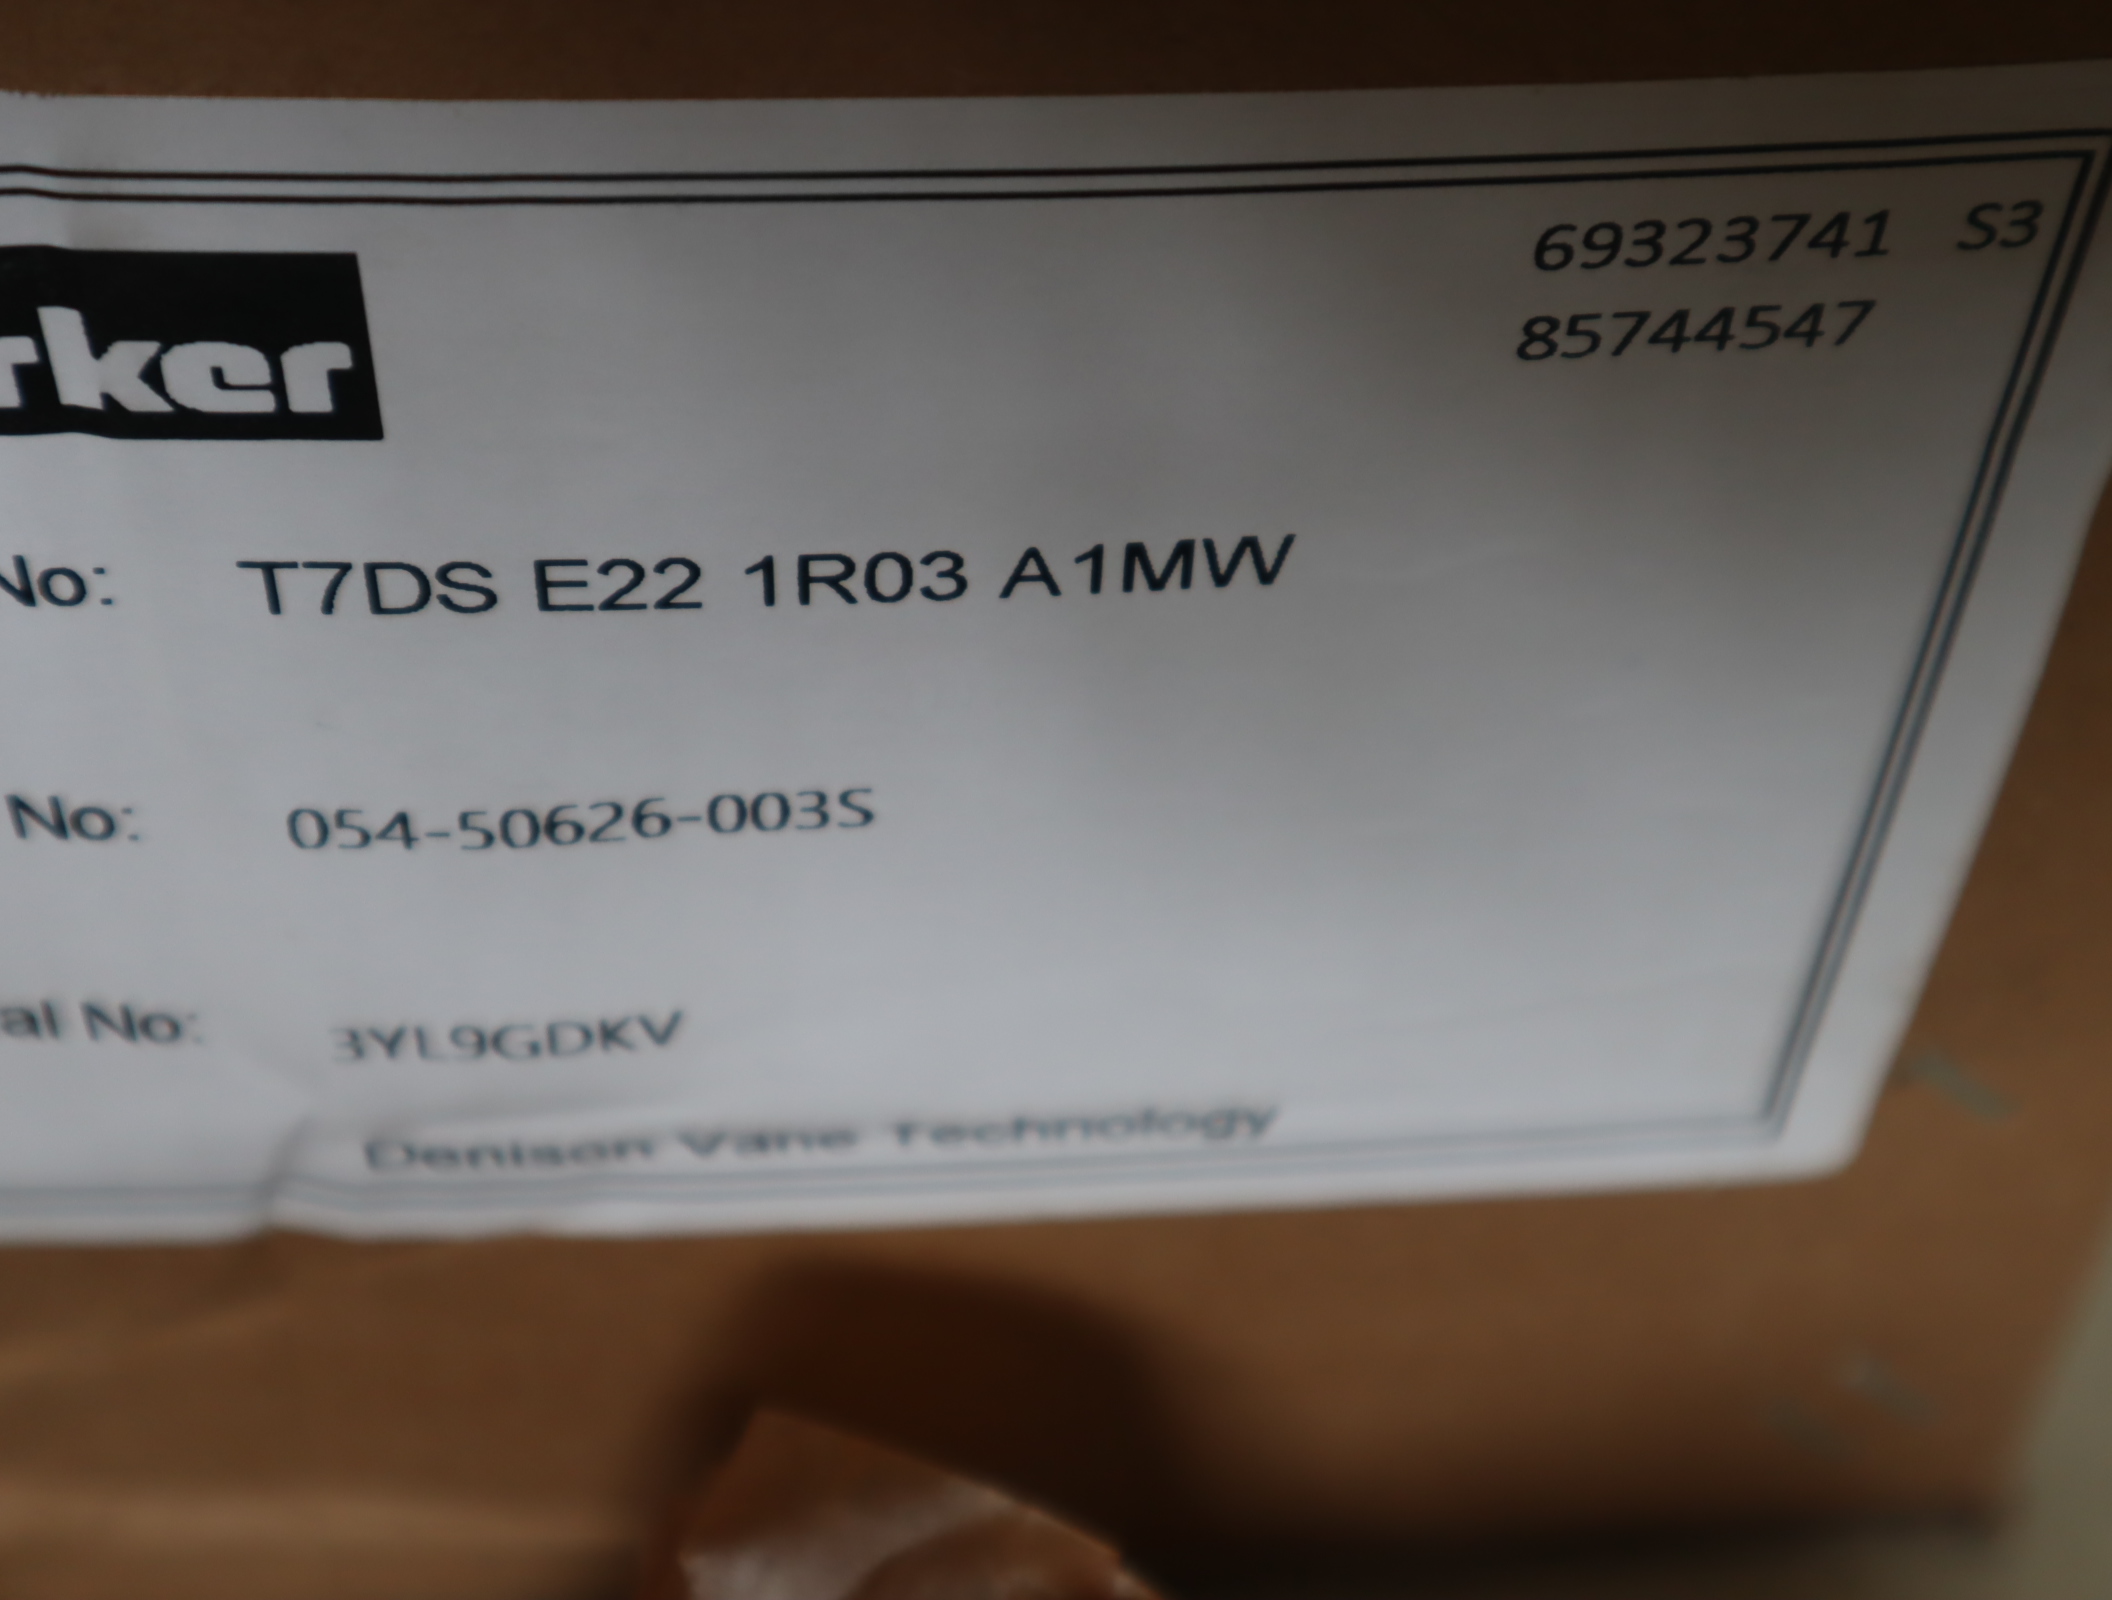 69323741 S3
85744547
rker
No: T7DS E22 1R03 A1MW
No: 054-50626-003S
al No: 3YL9GDKV
Denison Vane Technology